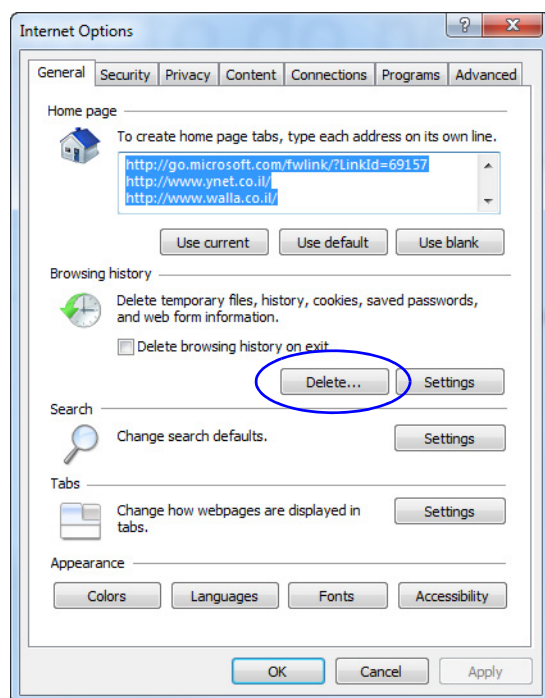 Internet Options
General Security Privacy Content Connections Programs Advanced
Home page
To create home page tabs, type each address on its own line.
http://go.microsoft.com/fwlink/?LinkId=69157
http://www.ynet.co.il/
http://www.walla.co.il/
Use current Use default Use blank
Browsing history
Delete temporary files, history, cookies, saved passwords,
and web form information.
Delete browsing history on exit
Delete... Settings
Search
Change search defaults. Settings
Tabs
Change how webpages are displayed in Settings
tabs.
Appearance
Colors Languages Fonts Accessibility
OK Cancel Apply